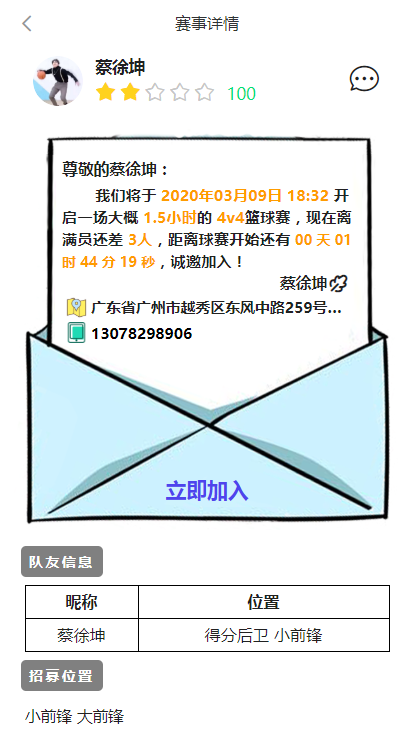 赛事详情
蔡徐坤
100
尊敬的蔡徐坤：
我们将于 2020年03月09日 18:32 开
启一场大概 1.5小时的 4v4篮球赛，现在离
满员还差 3人，距离球赛开始还有 00 天 01
时 44 分 19 秒，诚邀加入！
蔡徐坤
广东省广州市越秀区东风中路259号...
13078298906
立即加入
队友信息
昵称 位置
蔡徐坤 得分后卫 小前锋
招募位置
小前锋 大前锋